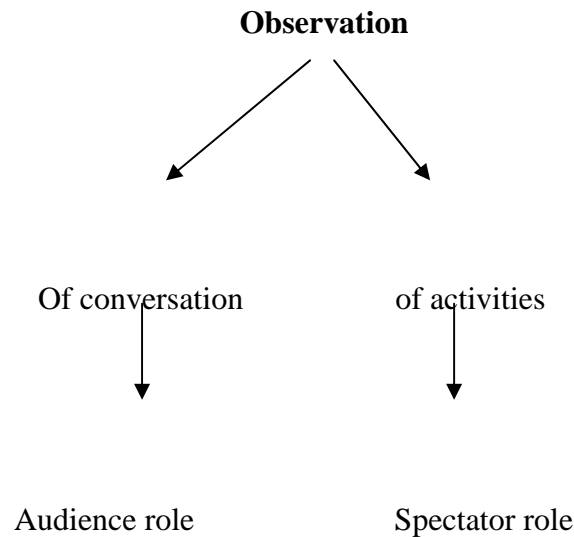 Observation
Of conversation of activities
Audience role Spectator role